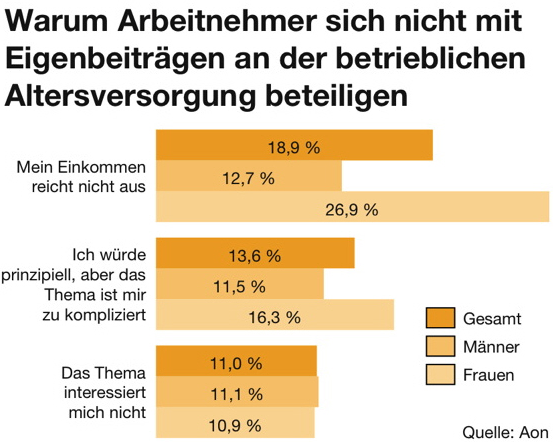 Warum Arbeitnehmer sich nicht mit
Eigenbeiträgen an der betrieblichen
Altersversorgung beteiligen
Mein Einkommen
reicht nicht aus
18,9 %
12,7 %
26,9 %
Ich würde
prinzipiell, aber das
Thema ist mir
zu kompliziert
13,6 %
11,5 %
16,3 %
Das Thema
interessiert
mich nicht
11,0 %
11,1 %
10,9 %
Gesamt
Männer
Frauen
Quelle: Aon